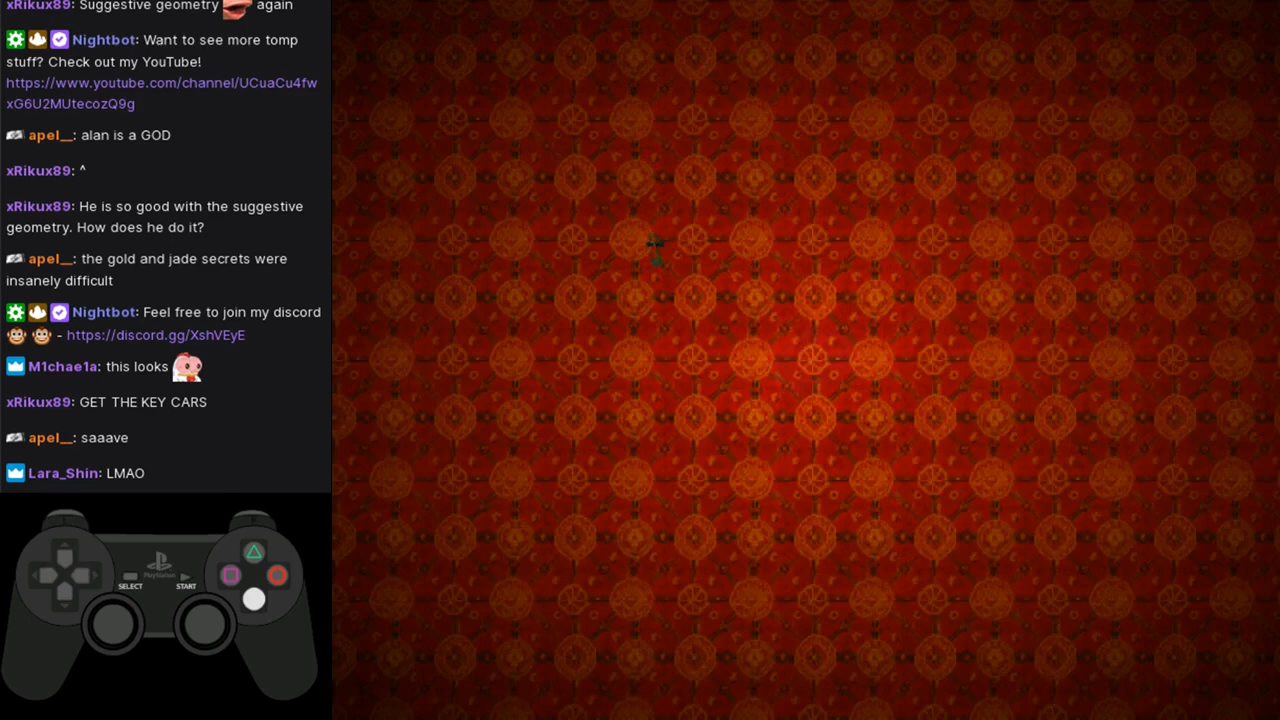 xRikux89: Suggestive geometry again
Nightbot: Want to see more tomp
stuff? Check out my YouTube!
https://www.youtube.com/channel/UCuaCu4fw
xG6U2MUtecozQ9g
apel__: alan is a GOD
xRikux89: ^
xRikux89: He is so good with the suggestive
geometry. How does he do it?
apel__: the gold and jade secrets were
insanely difficult
Nightbot: Feel free to join my discord
- https://discord.gg/XshVEyE
M1chae1a: this looks
xRikux89: GET THE KEY CARS
apel__: saaave
Lara_Shin: LMAO
PlayStation
SELECT START